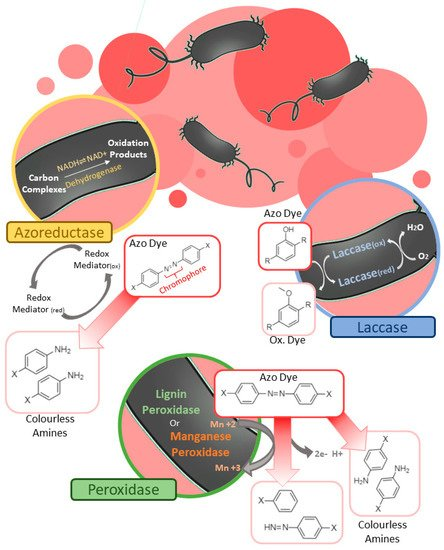 NADH⇌NAD+
Oxidation
Products
Carbon
Complexes
Dehydrogenase
Azoreductase
Redox
Mediator(ox)
Redox
Mediator (red)
Azo Dye
X
N=N
X
Chromophore
NH2
X
NH2
X
Colourless
Amines
Azo Dye
OH
R
R
O
R
R
Ox. Dye
Laccase(ox)
Laccase(red)
H2O
O2
Laccase
Lignin
Peroxidase
Or
Manganese
Peroxidase
Mn +2
Mn +3
Peroxidase
Azo Dye
X
N=N
X
2e- H+
X
HN=N
X
X
NH2
H2N
X
Colourless
Amines